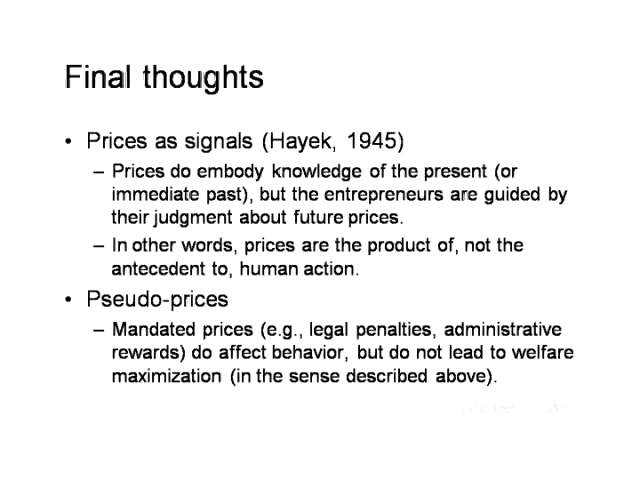 Final thoughts
• Prices as signals (Hayek, 1945)
– Prices do embody knowledge of the present (or
immediate past), but the entrepreneurs are guided by
their judgment about future prices.
– In other words, prices are the product of, not the
antecedent to, human action.
• Pseudo-prices
– Mandated prices (e.g., legal penalties, administrative
rewards) do affect behavior, but do not lead to welfare
maximization (in the sense described above).